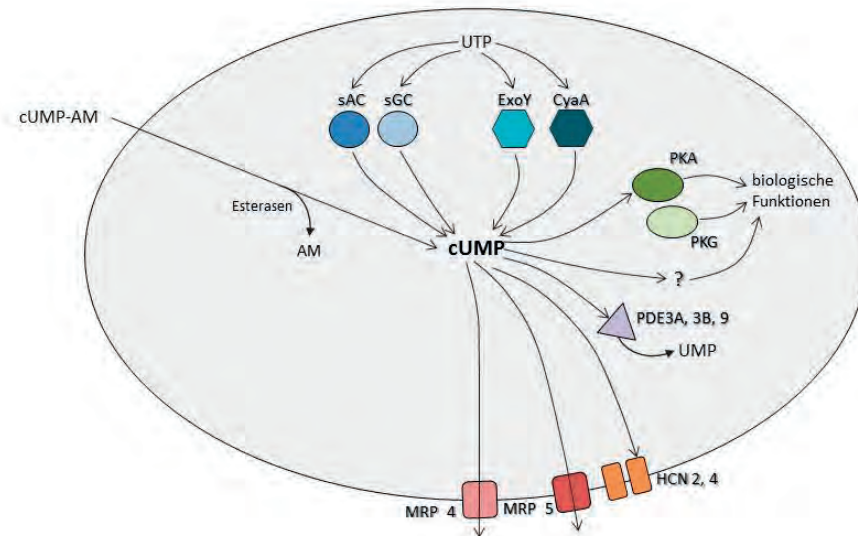 UTP
sAC sGC ExoY CyaA
cUMP-AM
PKA
biologische
Funktionen
Esterasen
PKG
AM
cUMP
?
PDE3A, 3B, 9
UMP
HCN 2, 4
MRP 4 MRP 5